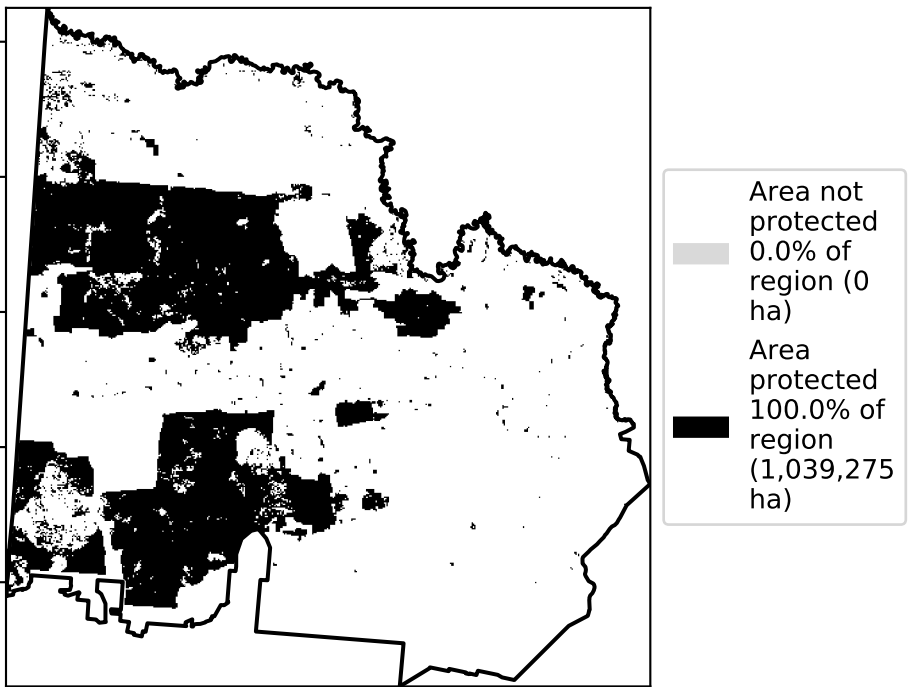 Area not
protected
0.0% of
region (0
ha)
Area
protected
100.0% of
region
(1,039,275
ha)